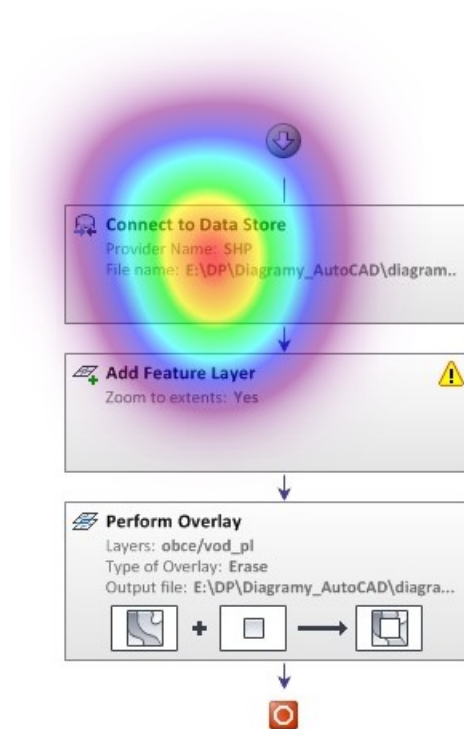 Connect to Data Store
Provider Name: SHP
File name: E:\DP\Diagramy_AutoCAD\diagram..
Add Feature Layer
Zoom to extents: Yes
Perform Overlay
Layers: obce/vod_pl
Type of Overlay: Erase
Output file: E:\DP\Diagramy_AutoCAD\diagra...